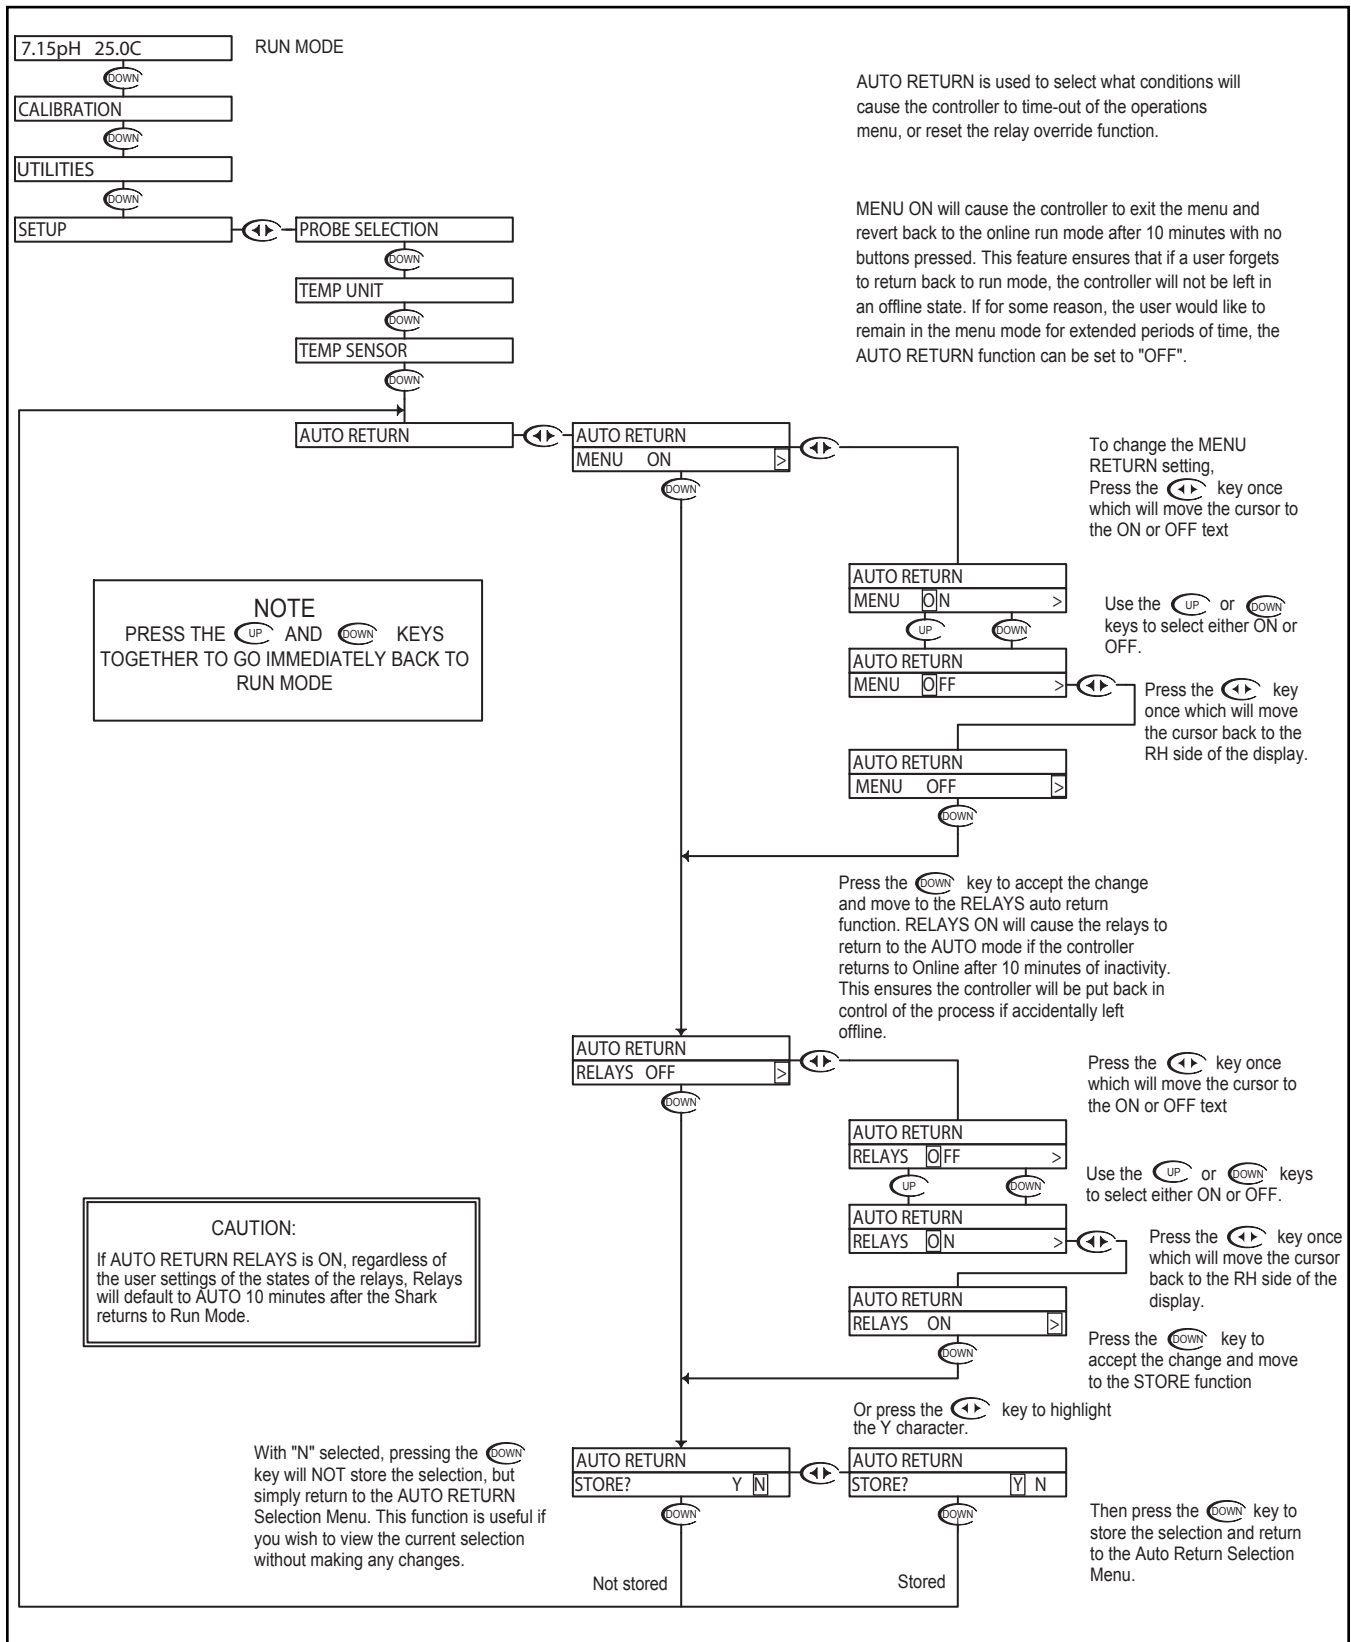 7.15pH 25.0C
RUN MODE
DOWN
CALIBRATION
DOWN
UTILITIES
DOWN
SETUP
PROBE SELECTION
DOWN
TEMP UNIT
DOWN
TEMP SENSOR
DOWN
AUTO RETURN is used to select what conditions will
cause the controller to time-out of the operations
menu, or reset the relay override function.
MENU ON will cause the controller to exit the menu and
revert back to the online run mode after 10 minutes with no
buttons pressed. This feature ensures that if a user forgets
to return back to run mode, the controller will not be left in
an offline state. If for some reason, the user would like to
remain in the menu mode for extended periods of time, the
AUTO RETURN function can be set to "OFF".
AUTO RETURN
AUTO RETURN
MENU ON >
DOWN
To change the MENU
RETURN setting,
Press the key once
which will move the cursor to
the ON or OFF text
AUTO RETURN
MENU ON >
UP DOWN
Use the UP or DOWN
keys to select either ON or
OFF.
AUTO RETURN
MENU OFF >
Press the key
once which will move
the cursor back to the
RH side of the display.
AUTO RETURN
MENU OFF >
DOWN
NOTE
PRESS THE UP AND DOWN KEYS
TOGETHER TO GO IMMEDIATELY BACK TO
RUN MODE
Press the DOWN key to accept the change
and move to the RELAYS auto return
function. RELAYS ON will cause the relays to
return to the AUTO mode if the controller
returns to Online after 10 minutes of inactivity.
This ensures the controller will be put back in
control of the process if accidentally left
offline.
AUTO RETURN
RELAYS OFF >
DOWN
Press the key once
which will move the cursor to
the ON or OFF text
AUTO RETURN
RELAYS OFF >
UP DOWN
Use the UP or DOWN keys
to select either ON or OFF.
AUTO RETURN
RELAYS ON >
Press the key once
which will move the cursor
back to the RH side of the
display.
AUTO RETURN
RELAYS ON >
DOWN
Press the DOWN key to
accept the change and move
to the STORE function
CAUTION:
If AUTO RETURN RELAYS is ON, regardless of
the user settings of the states of the relays, Relays
will default to AUTO 10 minutes after the Shark
returns to Run Mode.
Or press the key to highlight
the Y character.
With "N" selected, pressing the DOWN
key will NOT store the selection, but
simply return to the AUTO RETURN
Selection Menu. This function is useful if
you wish to view the current selection
without making any changes.
AUTO RETURN
STORE? Y N
DOWN
AUTO RETURN
STORE? Y N
DOWN
Then press the DOWN key to
store the selection and return
to the Auto Return Selection
Menu.
Not stored
Stored